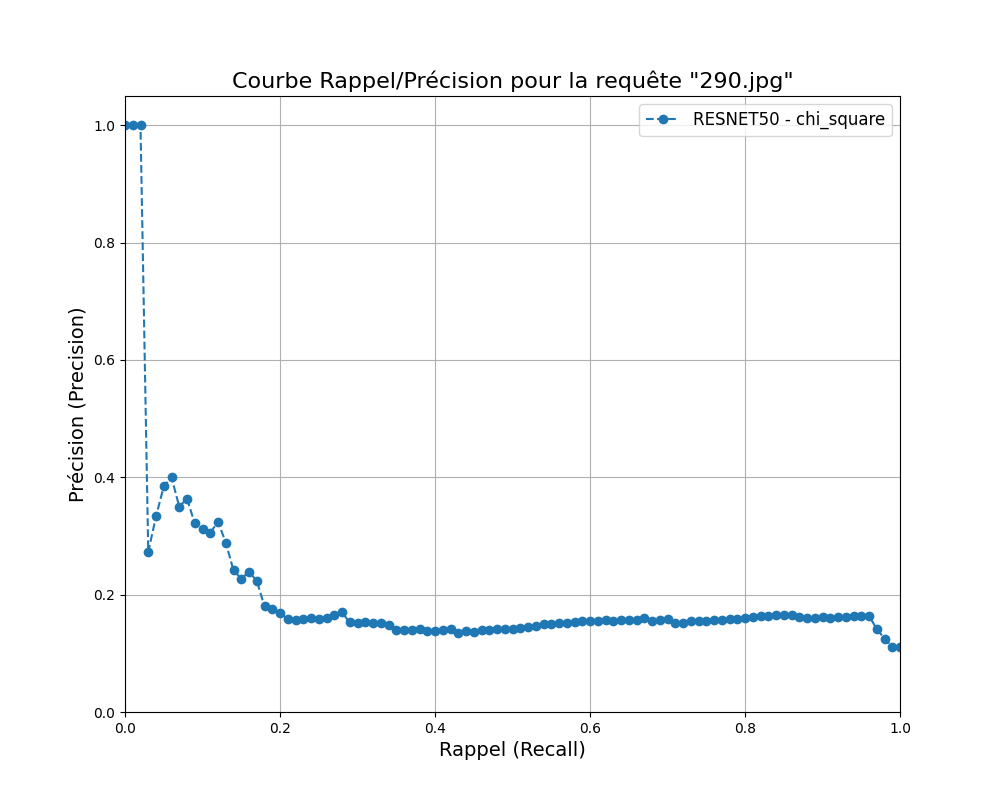 Courbe Rappel/Précision pour la requête "290.jpg"
RESNET50 - chi_square
1.0
0.8
0.6
0.4
0.2
0.0
Précision (Precision)
0.0 0.2 0.4 0.6 0.8 1.0
Rappel (Recall)